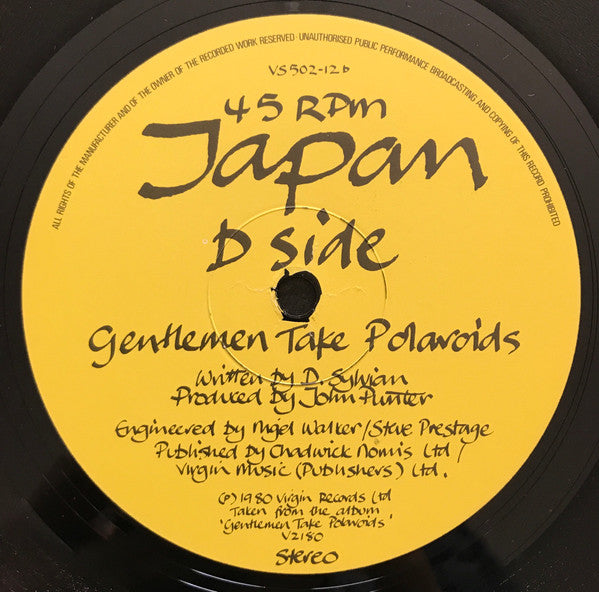 ALL RIGHTS OF THE MANUFACTURER AND OF THE OWNER OF THE RECORDED WORK RESERVED · UNAUTHORISED PUBLIC PERFORMANCE BROADCASTING AND COPYING OF THIS RECORD PROHIBITED
VS502-12b
45 RPM
Japan
D side
Gentlemen Take Polaroids
Written by D. Sylvian
Produced by John Punter
Engineered by Nigel Walker/Steve Prestage
Published by Chadwick Nomis Ltd /
Virgin Music (Publishers) Ltd.
(P) 1980 Virgin Records Ltd
Taken from the album
'Gentlemen Take Polaroids'
V2180
Stereo